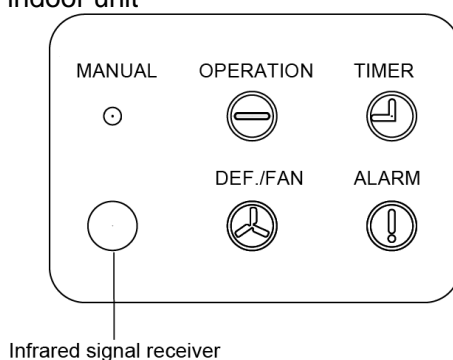 Indoor unit
MANUAL OPERATION TIMER
DEF./FAN ALARM
Infrared signal receiver